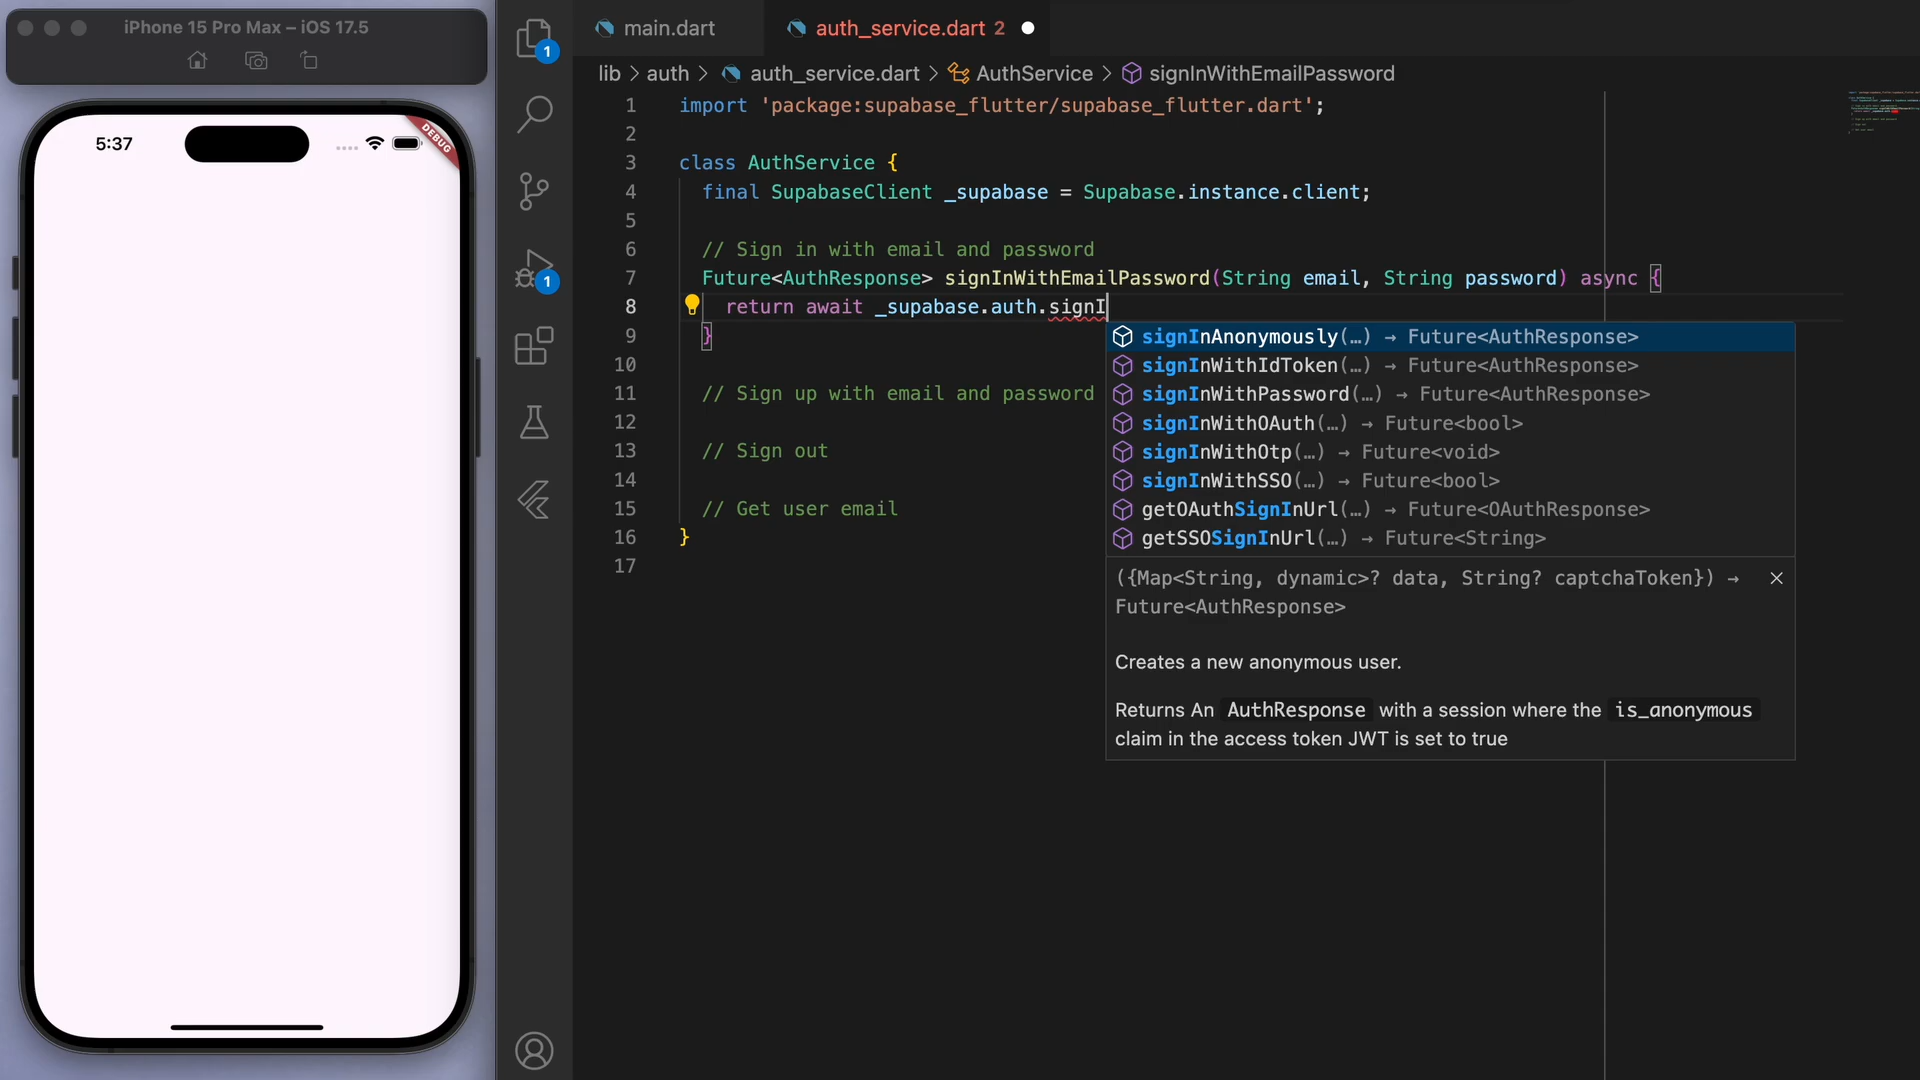 iPhone 15 Pro Max – iOS 17.5
5:37
DEBUG
1
1
main.dart
auth_service.dart 2
lib > auth > auth_service.dart > AuthService > signInWithEmailPassword
1 import 'package:supabase_flutter/supabase_flutter.dart';
2
3 class AuthService {
4 final SupabaseClient _supabase = Supabase.instance.client;
5
6 // Sign in with email and password
7 Future<AuthResponse> signInWithEmailPassword(String email, String password) async {
8 return await _supabase.auth.signI
9 }
10
11 // Sign up with email and password
12
13 // Sign out
14
15 // Get user email
16 }
17
signInAnonymously(…) → Future<AuthResponse>
signInWithIdToken(…) → Future<AuthResponse>
signInWithPassword(…) → Future<AuthResponse>
signInWithOAuth(…) → Future<bool>
signInWithOtp(…) → Future<void>
signInWithSSO(…) → Future<bool>
getOAuthSignInUrl(…) → Future<OAuthResponse>
getSSOSignInUrl(…) → Future<String>
({Map<String, dynamic>? data, String? captchaToken}) →
Future<AuthResponse>
Creates a new anonymous user.
Returns An AuthResponse with a session where the is_anonymous
claim in the access token JWT is set to true